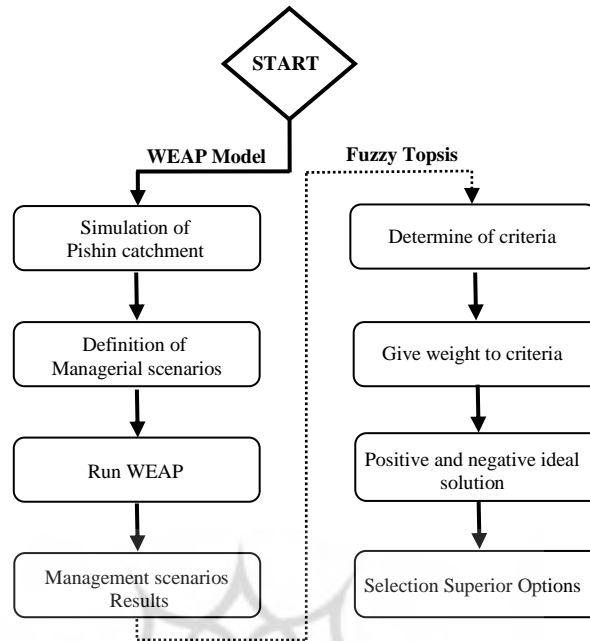 START
WEAP Model
Simulation of
Pishin catchment
Definition of
Managerial scenarios
Run WEAP
Management scenarios
Results
Fuzzy Topsis
Determine of criteria
Give weight to criteria
Positive and negative ideal
solution
Selection Superior Options